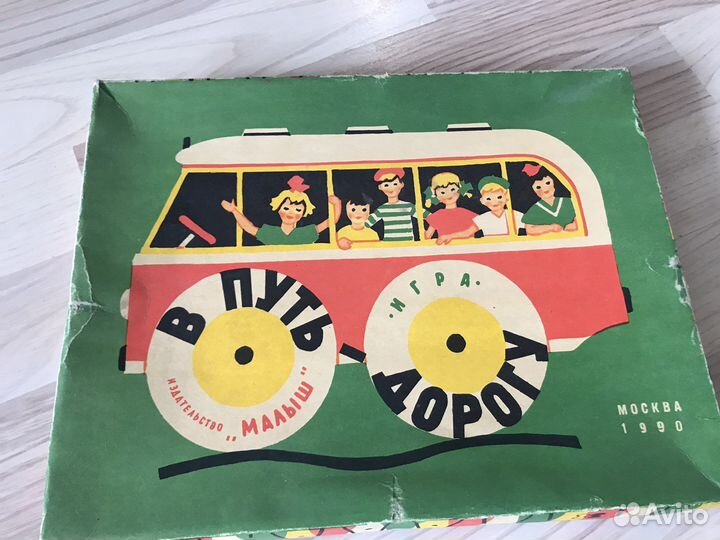 В ПУТЬ-
ДОРОГУ
·ИГРА·
ИЗДАТЕЛЬСТВО „МАЛЫШ"
МОСКВА
1990
Avito